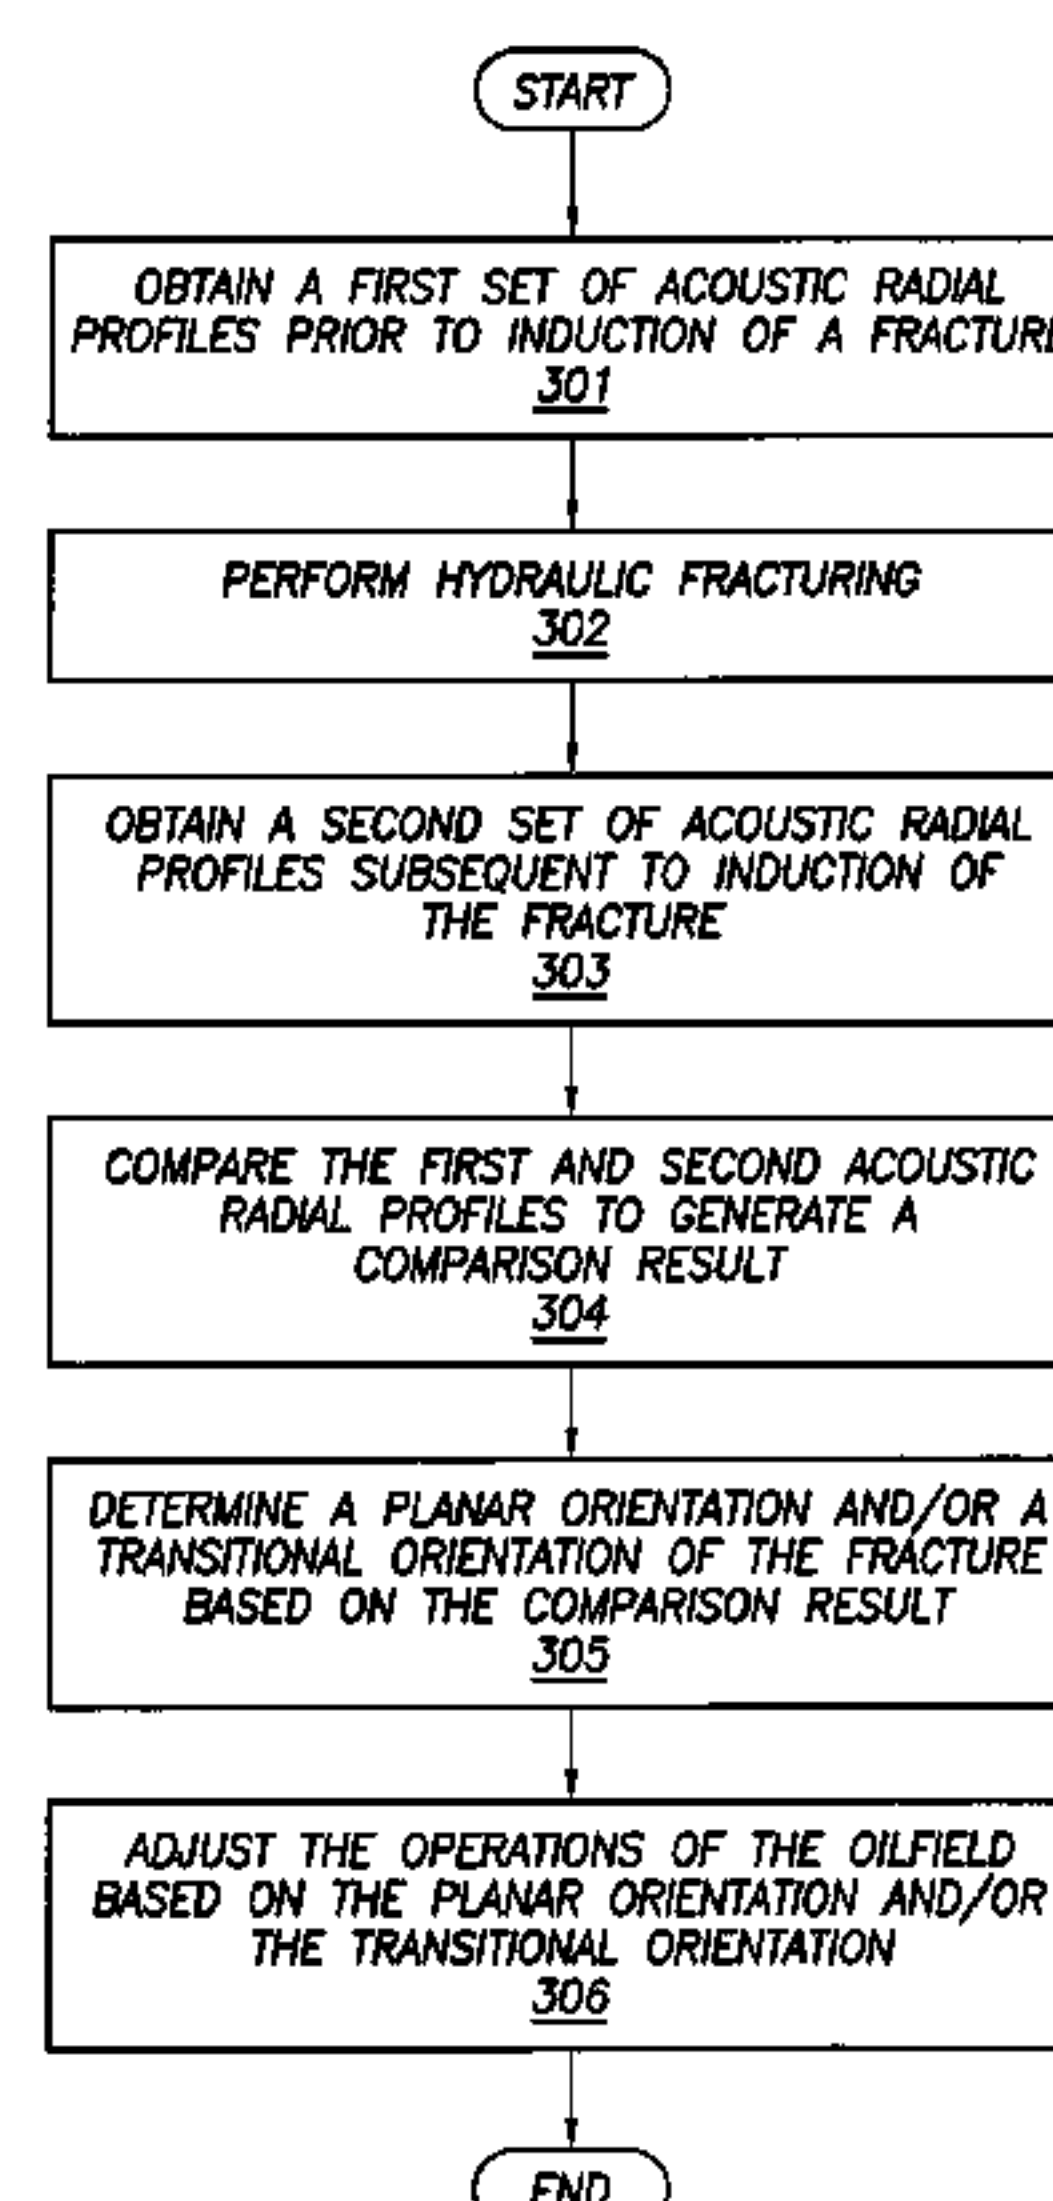 START
OBTAIN A FIRST SET OF ACOUSTIC RADIAL
PROFILES PRIOR TO INDUCTION OF A FRACTURE
301
PERFORM HYDRAULIC FRACTURING
302
OBTAIN A SECOND SET OF ACOUSTIC RADIAL
PROFILES SUBSEQUENT TO INDUCTION OF
THE FRACTURE
303
COMPARE THE FIRST AND SECOND ACOUSTIC
RADIAL PROFILES TO GENERATE A
COMPARISON RESULT
304
DETERMINE A PLANAR ORIENTATION AND/OR A
TRANSITIONAL ORIENTATION OF THE FRACTURE
BASED ON THE COMPARISON RESULT
305
ADJUST THE OPERATIONS OF THE OILFIELD
BASED ON THE PLANAR ORIENTATION AND/OR
THE TRANSITIONAL ORIENTATION
306
END